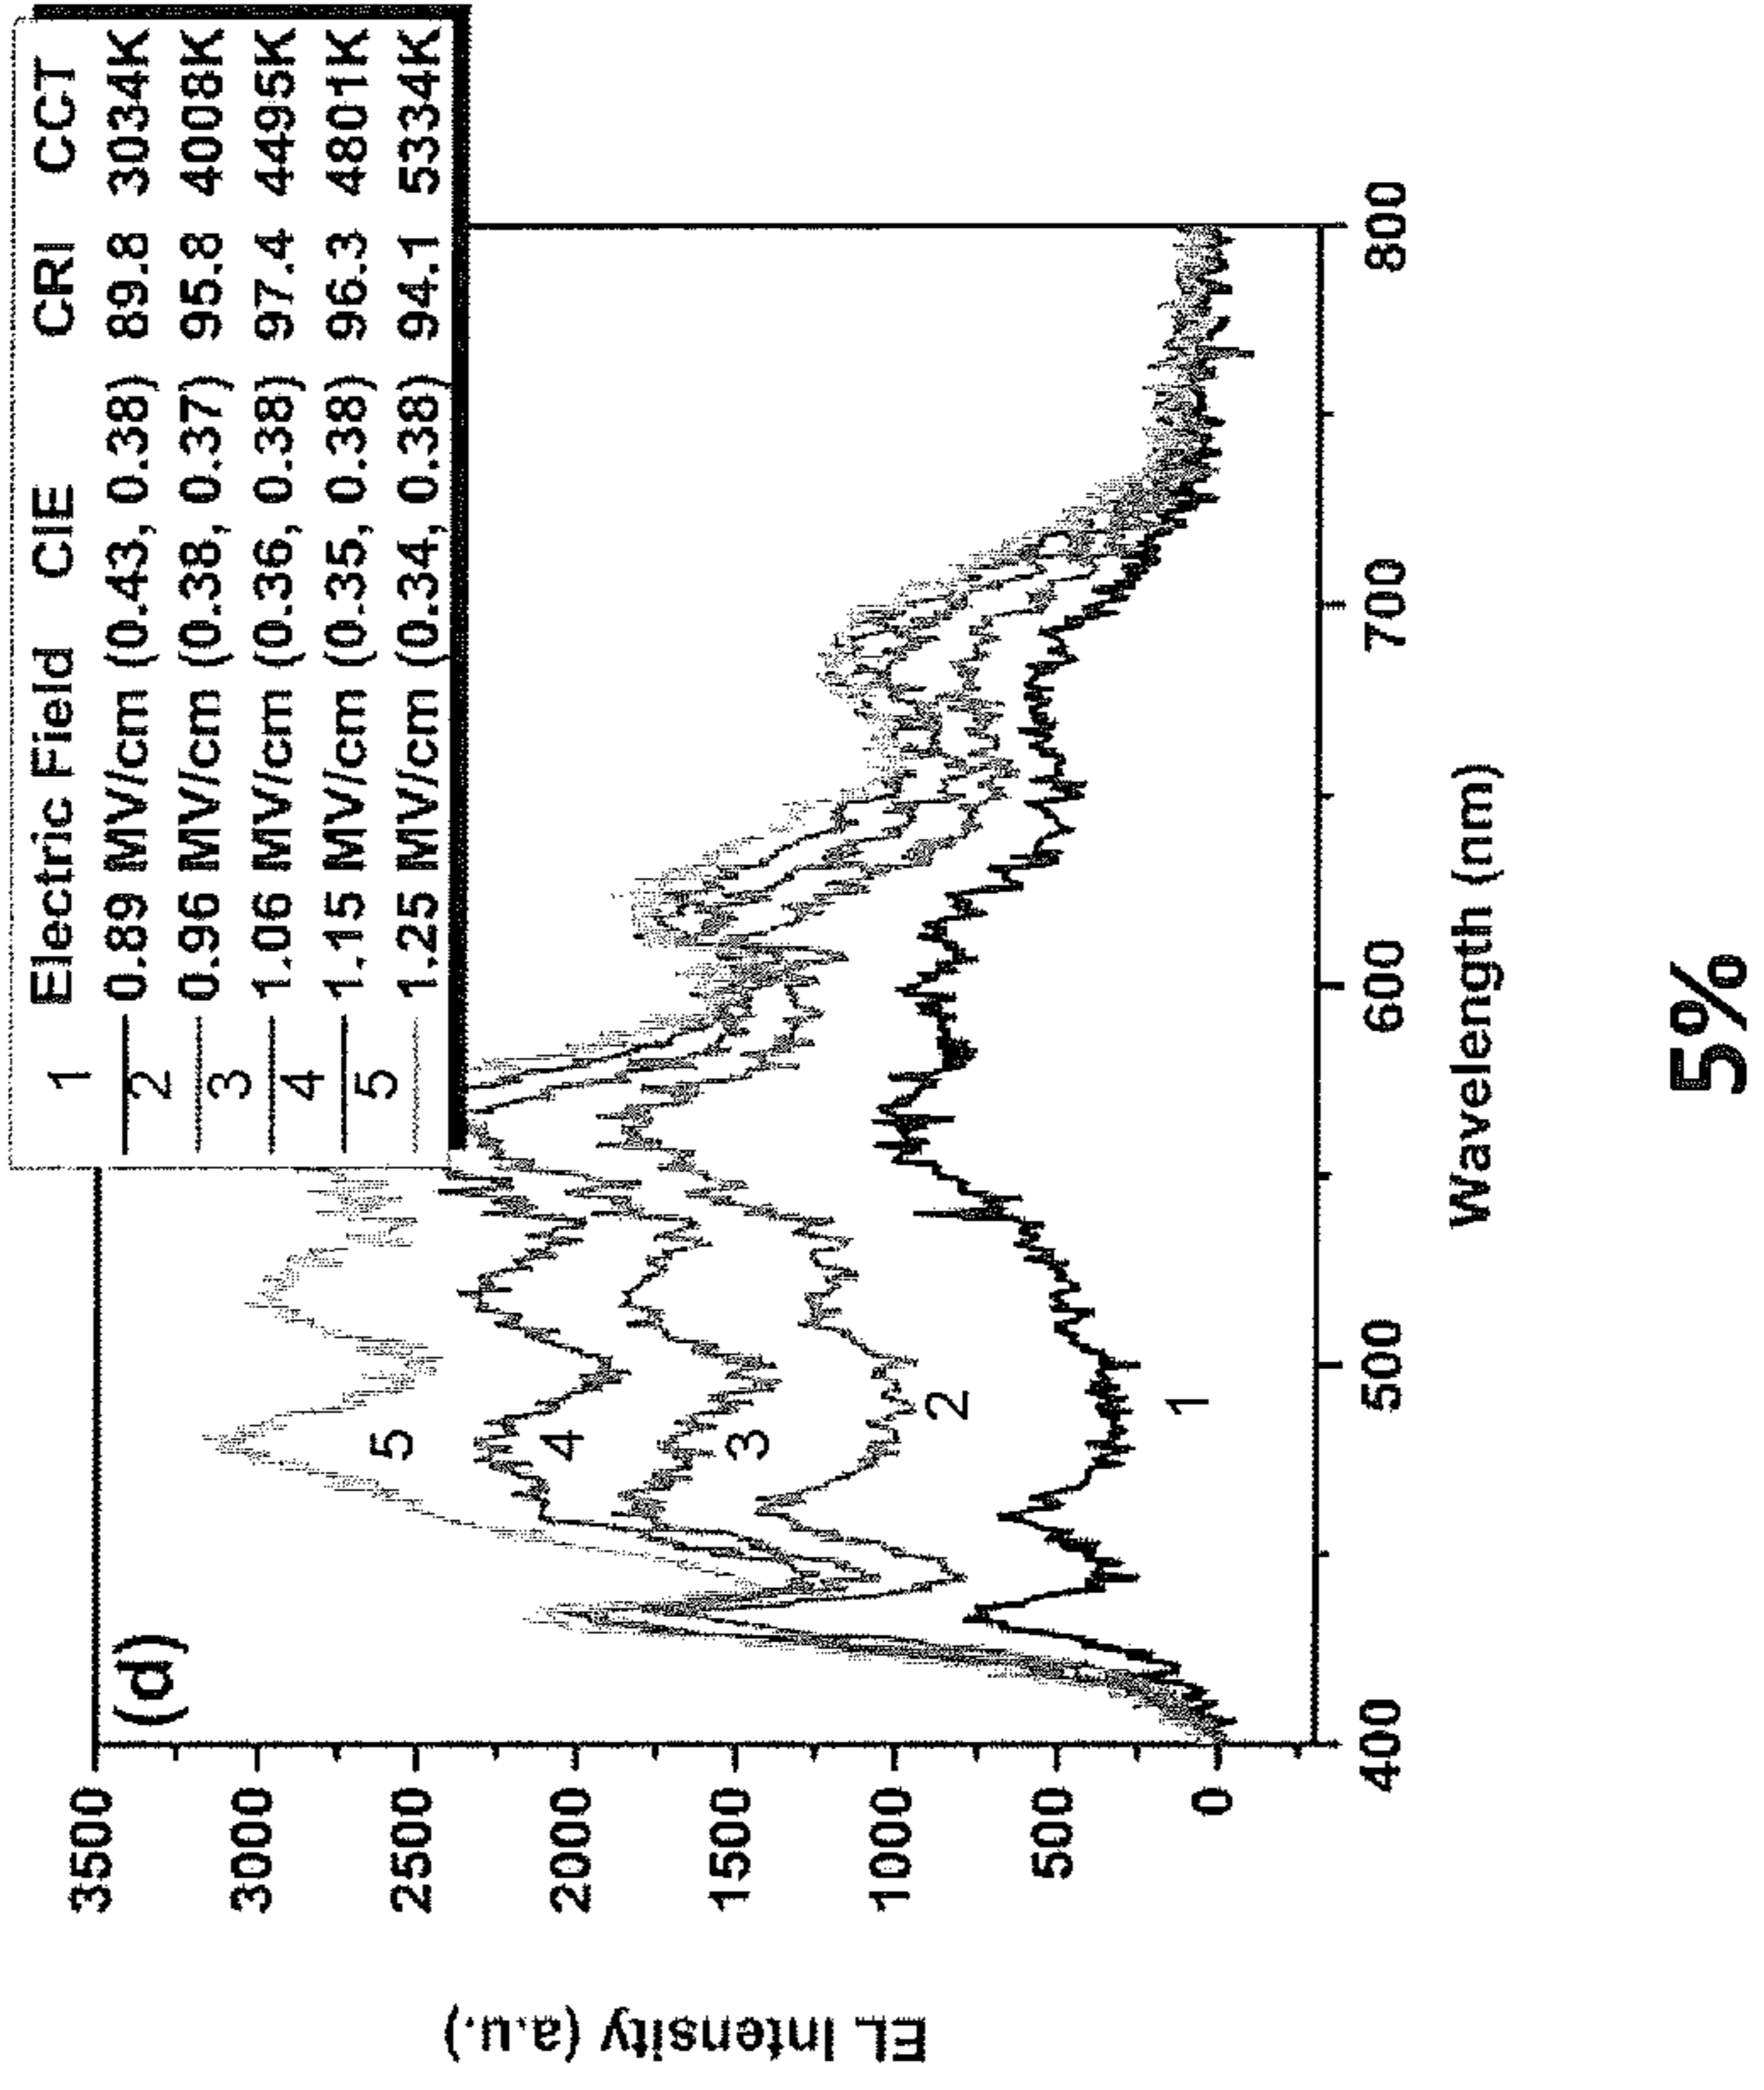 Electric Field CIE CRI CCT
1 0.89 MV/cm (0.43, 0.38) 89.8 3034K
2 0.96 MV/cm (0.38, 0.37) 95.8 4008K
3 1.06 MV/cm (0.36, 0.38) 97.4 4495K
4 1.15 MV/cm (0.35, 0.38) 96.3 4801K
5 1.25 MV/cm (0.34, 0.38) 94.1 5334K
(d)
3500
3000
2500
2000
1500
1000
500
0
EL Intensity (a.u.)
5
4
3
2
1
400 500 600 700 800
Wavelength (nm)
5%